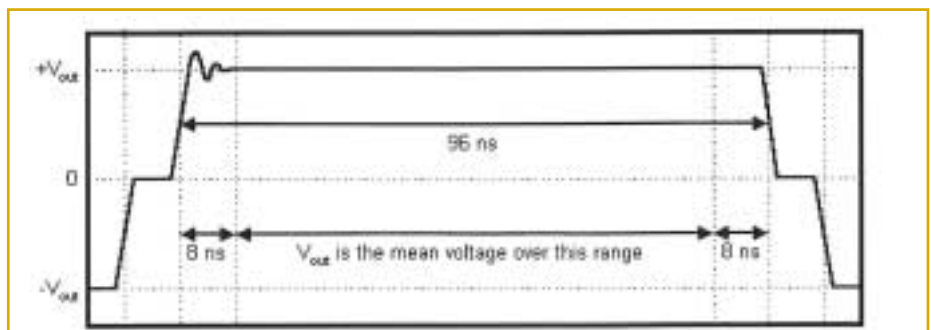 +Vout
96 ns
0
8 ns
Vout is the mean voltage over this range
8 ns
-Vout